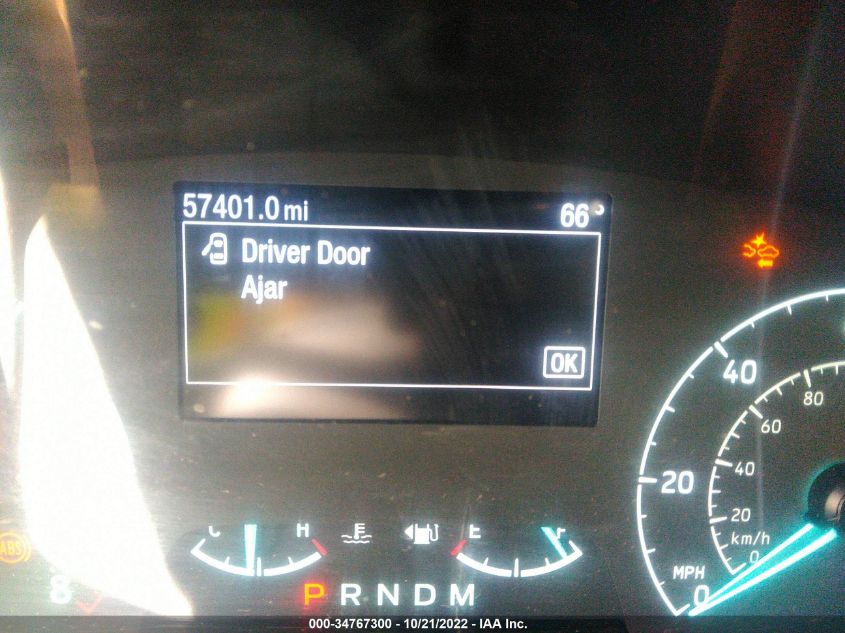 57401.0 mi 66°
Driver Door
Ajar
OK
40
80
60
20
40
20
km/h
0
MPH
0
C H E F
ABS
8
P R N D M
000-34767300 - 10/21/2022 - IAA Inc.